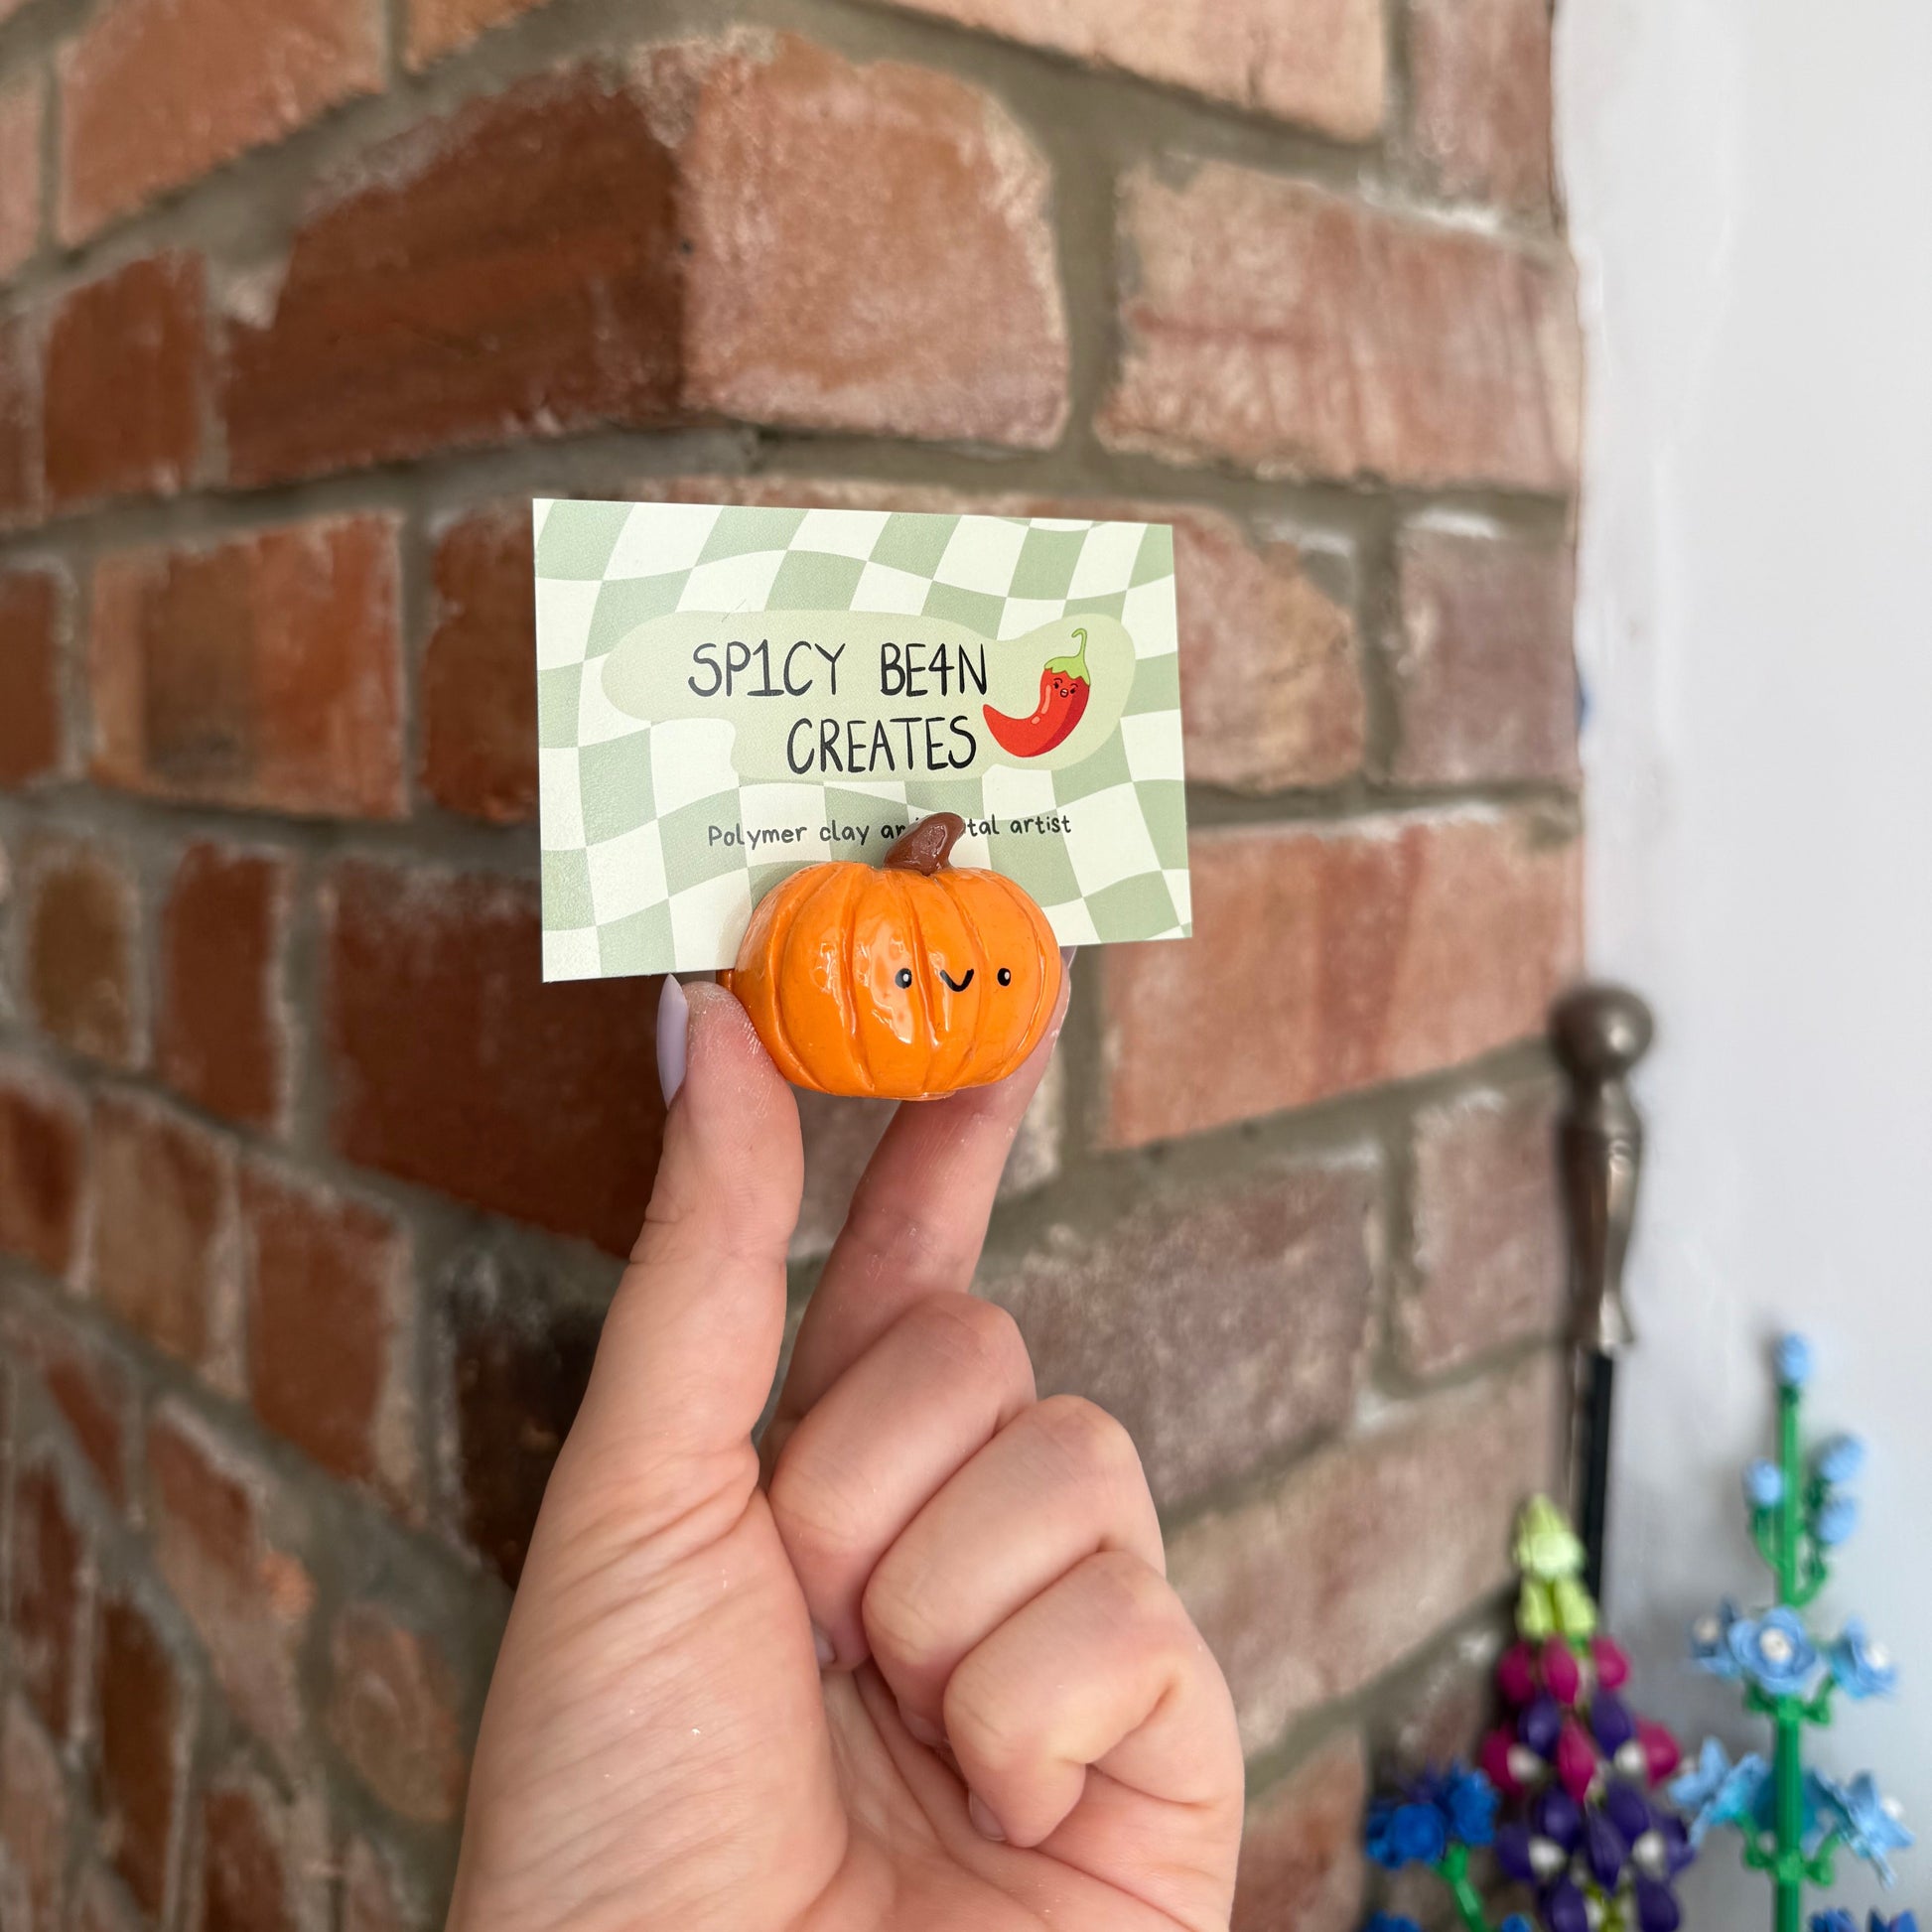 SP1CY BE4N
CREATES
Polymer clay artist